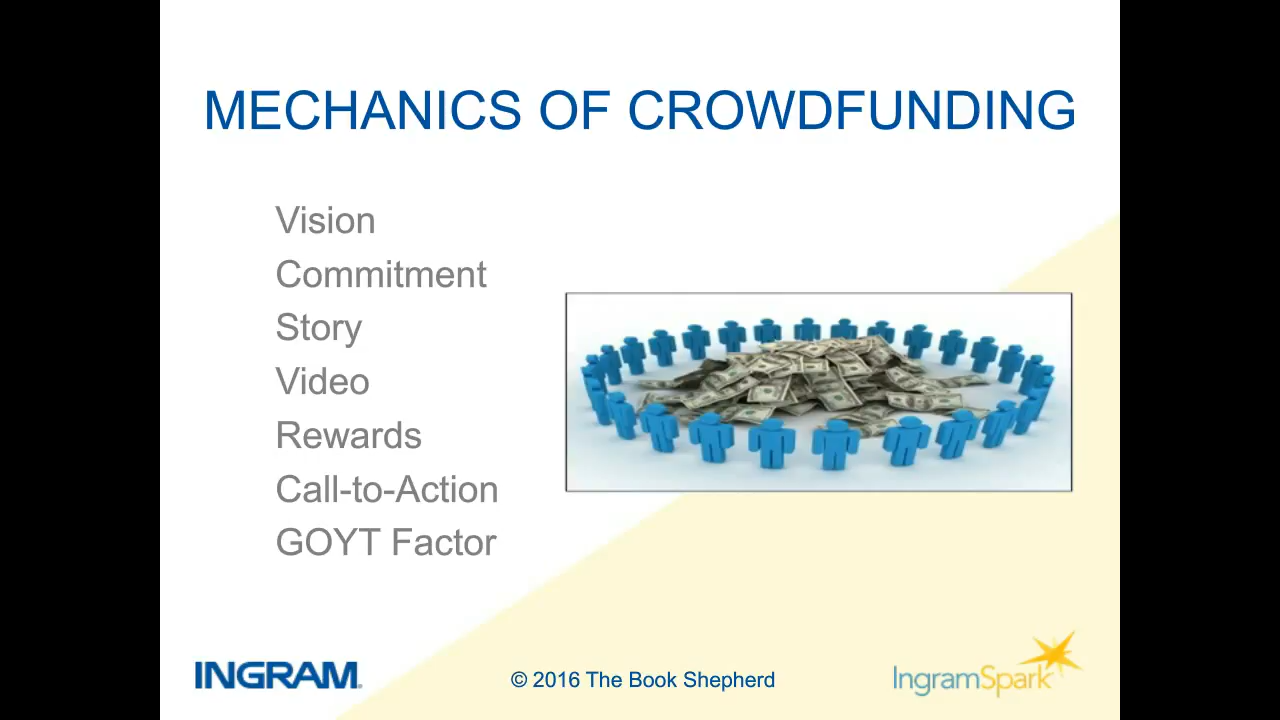 MECHANICS OF CROWDFUNDING
Vision
Commitment
Story
Video
Rewards
Call-to-Action
GOYT Factor
INGRAM
© 2016 The Book Shepherd
IngramSpark